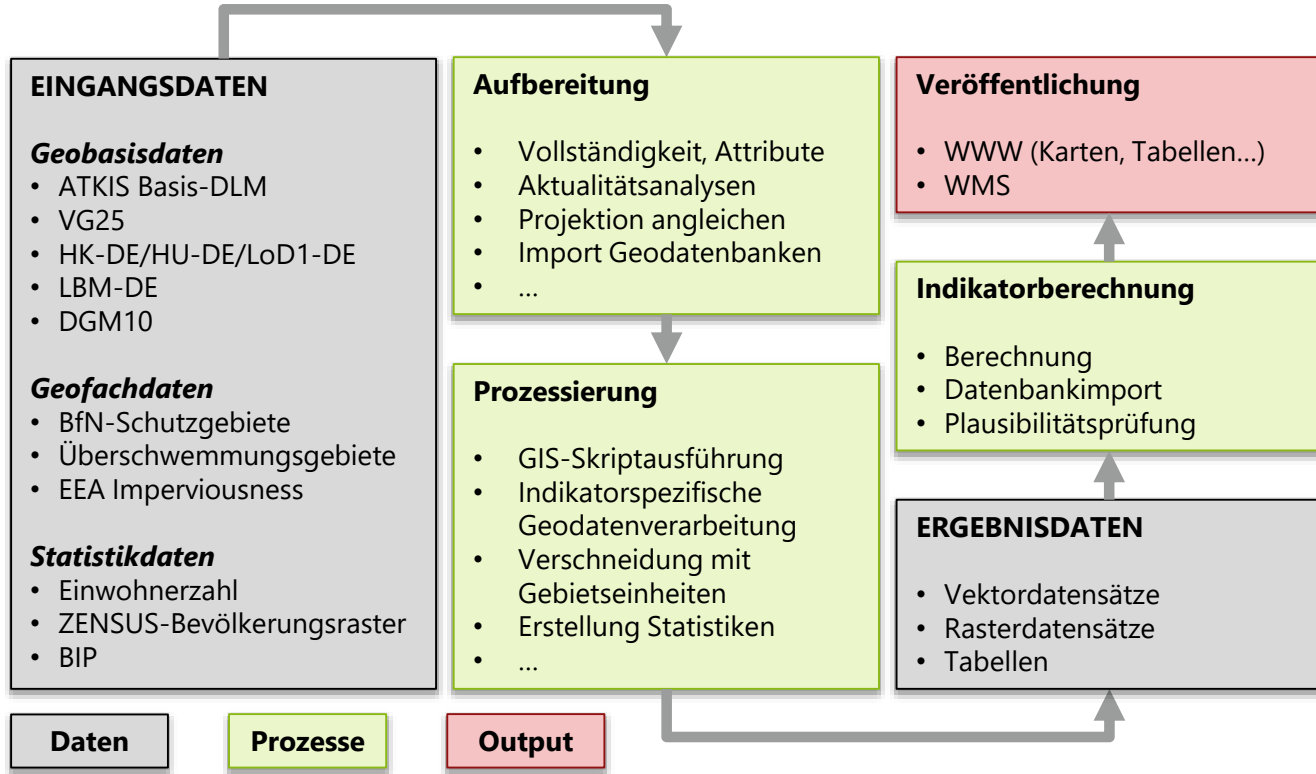 EINGANGSDATEN
Geobasisdaten
• ATKIS Basis-DLM
• VG25
• HK-DE/HU-DE/LoD1-DE
• LBM-DE
• DGM10
Geofachdaten
• BfN-Schutzgebiete
• Überschwemmungsgebiete
• EEA Imperviousness
Statistikdaten
• Einwohnerzahl
• ZENSUS-Bevölkerungsraster
• BIP
Aufbereitung
• Vollständigkeit, Attribute
• Aktualitätsanalysen
• Projektion angleichen
• Import Geodatenbanken
• ...
Prozessierung
• GIS-Skriptausführung
• Indikatorspezifische
Geodatenverarbeitung
• Verschneidung mit
Gebietseinheiten
• Erstellung Statistiken
• ...
Veröffentlichung
• WWW (Karten, Tabellen...)
• WMS
Indikatorberechnung
• Berechnung
• Datenbankimport
• Plausibilitätsprüfung
ERGEBNISDATEN
• Vektordatensätze
• Rasterdatensätze
• Tabellen
Daten
Prozesse
Output